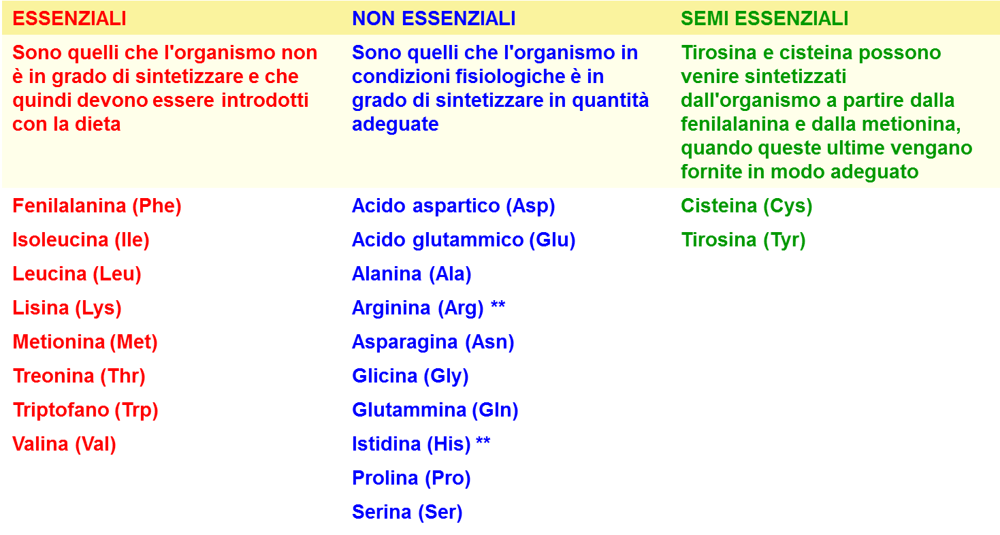 ESSENZIALI
NON ESSENZIALI
SEMI ESSENZIALI
Sono quelli che l'organismo non
è in grado di sintetizzare e che
quindi devono essere introdotti
con la dieta
Sono quelli che l'organismo in
condizioni fisiologiche è in
grado di sintetizzare in quantità
adeguate
Tirosina e cisteina possono
venire sintetizzati
dall'organismo a partire dalla
fenilalanina e dalla metionina,
quando queste ultime vengano
fornite in modo adeguato
Fenilalanina (Phe)
Isoleucina (Ile)
Leucina (Leu)
Lisina (Lys)
Metionina (Met)
Treonina (Thr)
Triptofano (Trp)
Valina (Val)
Acido aspartico (Asp)
Acido glutammico (Glu)
Alanina (Ala)
Arginina (Arg) **
Asparagina (Asn)
Glicina (Gly)
Glutammina (Gln)
Istidina (His) **
Prolina (Pro)
Serina (Ser)
Cisteina (Cys)
Tirosina (Tyr)